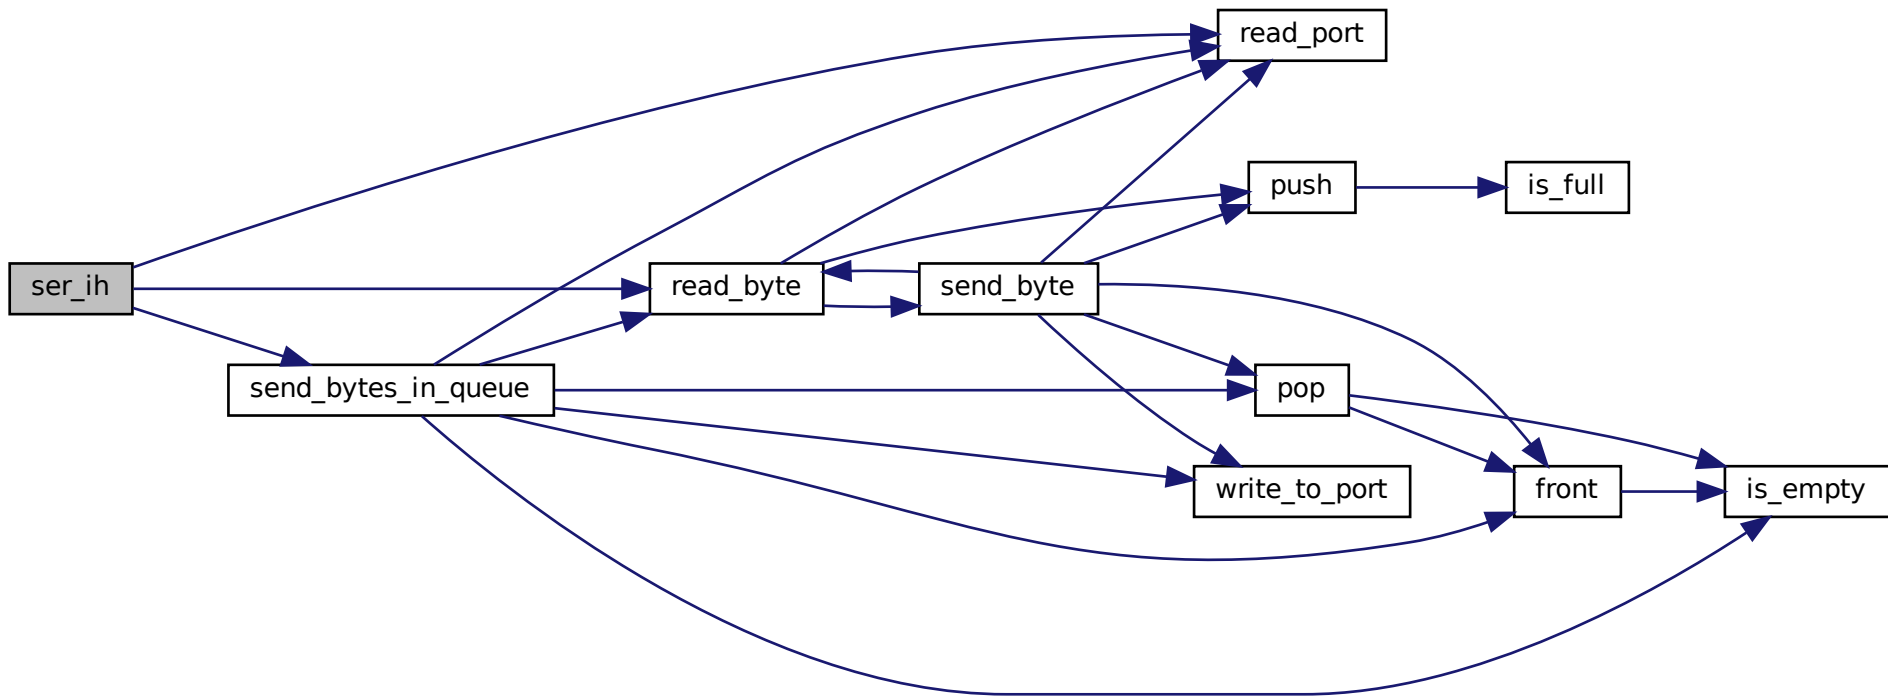 read_port
push
is_full
ser_ih
read_byte
send_byte
send_bytes_in_queue
pop
write_to_port
front
is_empty